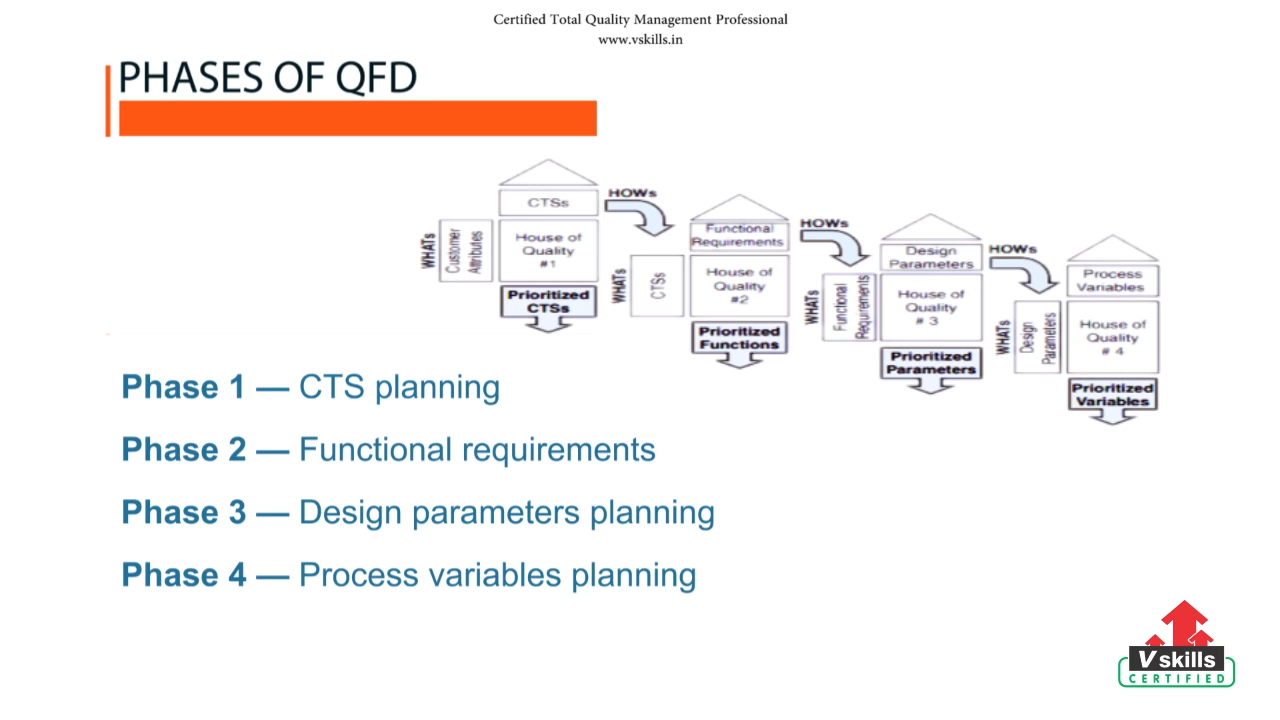 Certified Total Quality Management Professional
www.vskills.in
PHASES OF QFD
CTSs
HOWs
WHATs
Customer
Attributes
House of
Quality
#1
Prioritized
CTSs
Functional
Requirements
HOWs
WHATs
CTSs
House of
Quality
#2
Prioritized
Functions
Design
Parameters
HOWs
WHATs
Functional
Requirements
House of
Quality
# 3
Prioritized
Parameters
Process
Variables
WHATs
Design
Parameters
House of
Quality
# 4
Prioritized
Variables
Phase 1 — CTS planning
Phase 2 — Functional requirements
Phase 3 — Design parameters planning
Phase 4 — Process variables planning
Vskills
CERTIFIED